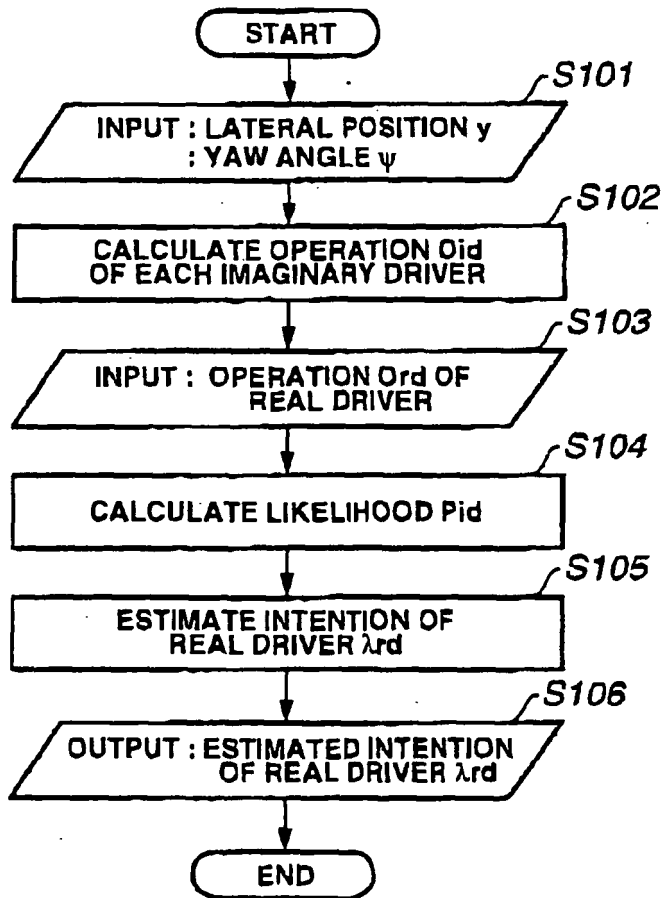 START
S101
INPUT : LATERAL POSITION y
: YAW ANGLE ψ
S102
CALCULATE OPERATION Oid
OF EACH IMAGINARY DRIVER
S103
INPUT : OPERATION Ord OF
REAL DRIVER
S104
CALCULATE LIKELIHOOD Pid
S105
ESTIMATE INTENTION OF
REAL DRIVER λrd
S106
OUTPUT : ESTIMATED INTENTION
OF REAL DRIVER λrd
END